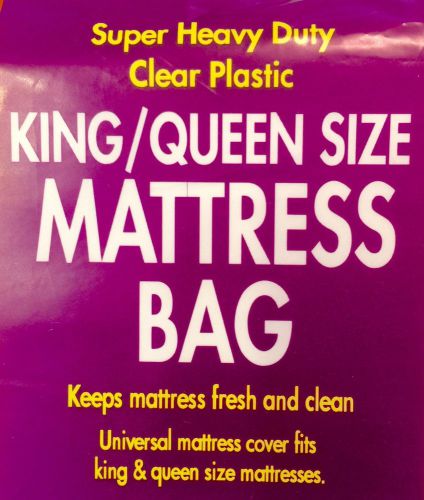 Super Heavy Duty
Clear Plastic
KING/QUEEN SIZE
MATTRESS
BAG
Keeps mattress fresh and clean
Universal mattress cover fits
king & queen size mattresses.